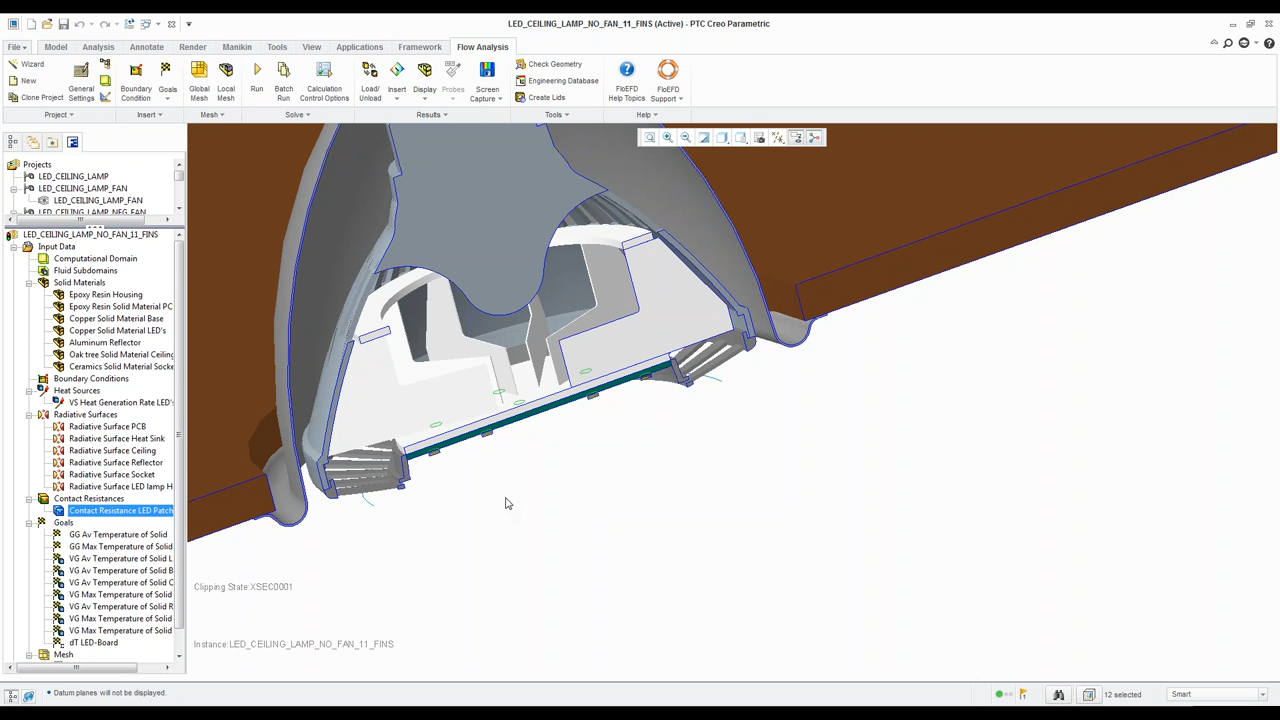 LED_CEILING_LAMP_NO_FAN_11_FINS (Active) - PTC Creo Parametric
File Model Analysis Annotate Render Manikin Tools View Applications Framework Flow Analysis
Wizard
New
Clone Project
General Settings
Boundary Condition
Goals
Global Mesh
Local Mesh
Run
Batch Run
Calculation Control Options
Load/ Unload
Insert
Display
Probes
Screen Capture
Check Geometry
Engineering Database
Create Lids
FloEFD Help Topics
FloEFD Support
Project Insert Mesh Solve Results Tools Help
Projects
LED_CEILING_LAMP
LED_CEILING_LAMP_FAN
LED_CEILING_LAMP_FAN
LED_CEILING_LAMP_NEG_FAN
LED_CEILING_LAMP_NO_FAN_11_FINS
Input Data
Computational Domain
Fluid Subdomains
Solid Materials
Epoxy Resin Housing
Epoxy Resin Solid Material PC
Copper Solid Material Base
Copper Solid Material LED's
Aluminum Reflector
Oak tree Solid Material Ceiling
Ceramics Solid Material Socke
Boundary Conditions
Heat Sources
VS Heat Generation Rate LED's
Radiative Surfaces
Radiative Surface PCB
Radiative Surface Heat Sink
Radiative Surface Ceiling
Radiative Surface Reflector
Radiative Surface Socket
Radiative Surface LED lamp H
Contact Resistances
Contact Resistance LED Patch
Goals
GG Av Temperature of Solid
GG Max Temperature of Solid
VG Av Temperature of Solid L
VG Av Temperature of Solid B
VG Av Temperature of Solid C
VG Max Temperature of Solid
VG Av Temperature of Solid R
VG Max Temperature of Solid
VG Max Temperature of Solid
dT LED-Board
Mesh
Clipping State:XSEC0001
Instance:LED_CEILING_LAMP_NO_FAN_11_FINS
• Datum planes will not be displayed.
12 selected
Smart